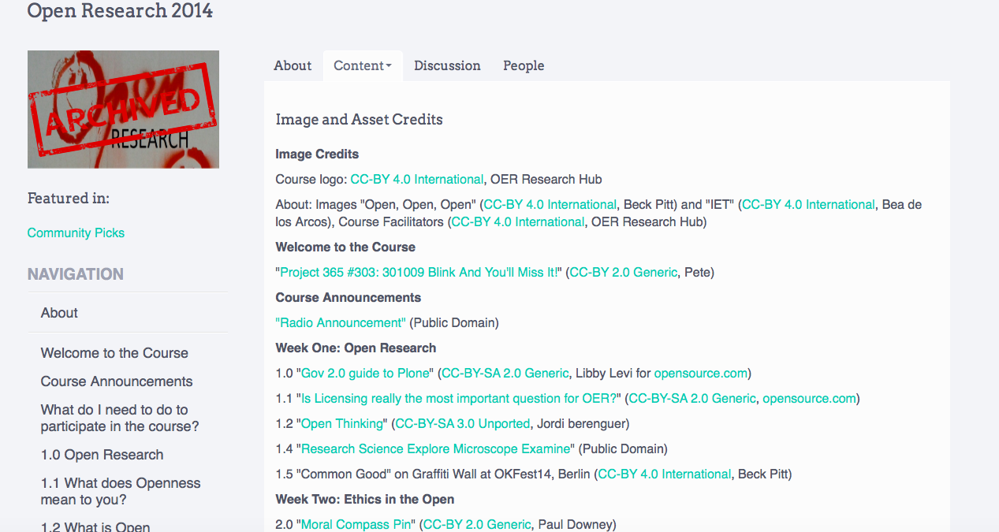 Open Research 2014
Open
ARCHIVED
RESEARCH
Featured in:
Community Picks
NAVIGATION
About
Welcome to the Course
Course Announcements
What do I need to do to
participate in the course?
1.0 Open Research
1.1 What does Openness
mean to you?
1.2 What is Open
About
Content
Discussion
People
Image and Asset Credits
Image Credits
Course logo: CC-BY 4.0 International, OER Research Hub
About: Images "Open, Open, Open" (CC-BY 4.0 International, Beck Pitt) and "IET" (CC-BY 4.0 International, Bea de
los Arcos), Course Facilitators (CC-BY 4.0 International, OER Research Hub)
Welcome to the Course
"Project 365 #303: 301009 Blink And You'll Miss It!" (CC-BY 2.0 Generic, Pete)
Course Announcements
"Radio Announcement" (Public Domain)
Week One: Open Research
1.0 "Gov 2.0 guide to Plone" (CC-BY-SA 2.0 Generic, Libby Levi for opensource.com)
1.1 "Is Licensing really the most important question for OER?" (CC-BY-SA 2.0 Generic, opensource.com)
1.2 "Open Thinking" (CC-BY-SA 3.0 Unported, Jordi berenguer)
1.4 "Research Science Explore Microscope Examine" (Public Domain)
1.5 "Common Good" on Graffiti Wall at OKFest14, Berlin (CC-BY 4.0 International, Beck Pitt)
Week Two: Ethics in the Open
2.0 "Moral Compass Pin" (CC-BY 2.0 Generic, Paul Downey)